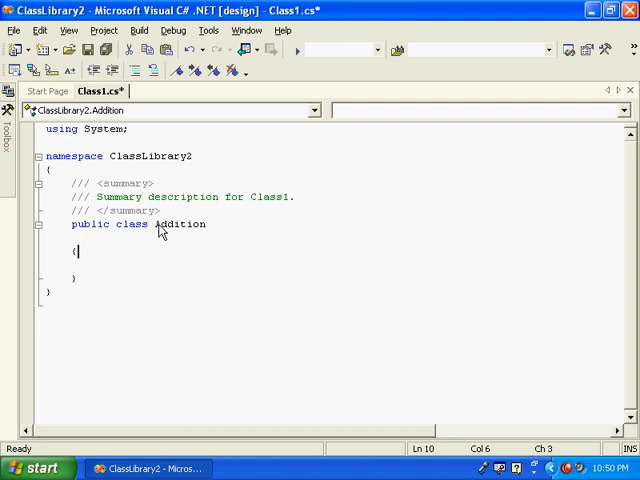 ClassLibrary2 - Microsoft Visual C# .NET [design] - Class1.cs*
File Edit View Project Build Debug Tools Window Help
Start Page Class1.cs*
ClassLibrary2.Addition
Toolbox
using System;
namespace ClassLibrary2
{
/// <summary>
/// Summary description for Class1.
/// </summary>
public class Addition
{
}
}
Ready Ln 10 Col 6 Ch 3 INS
start ClassLibrary2 - Micros... 10:50 PM